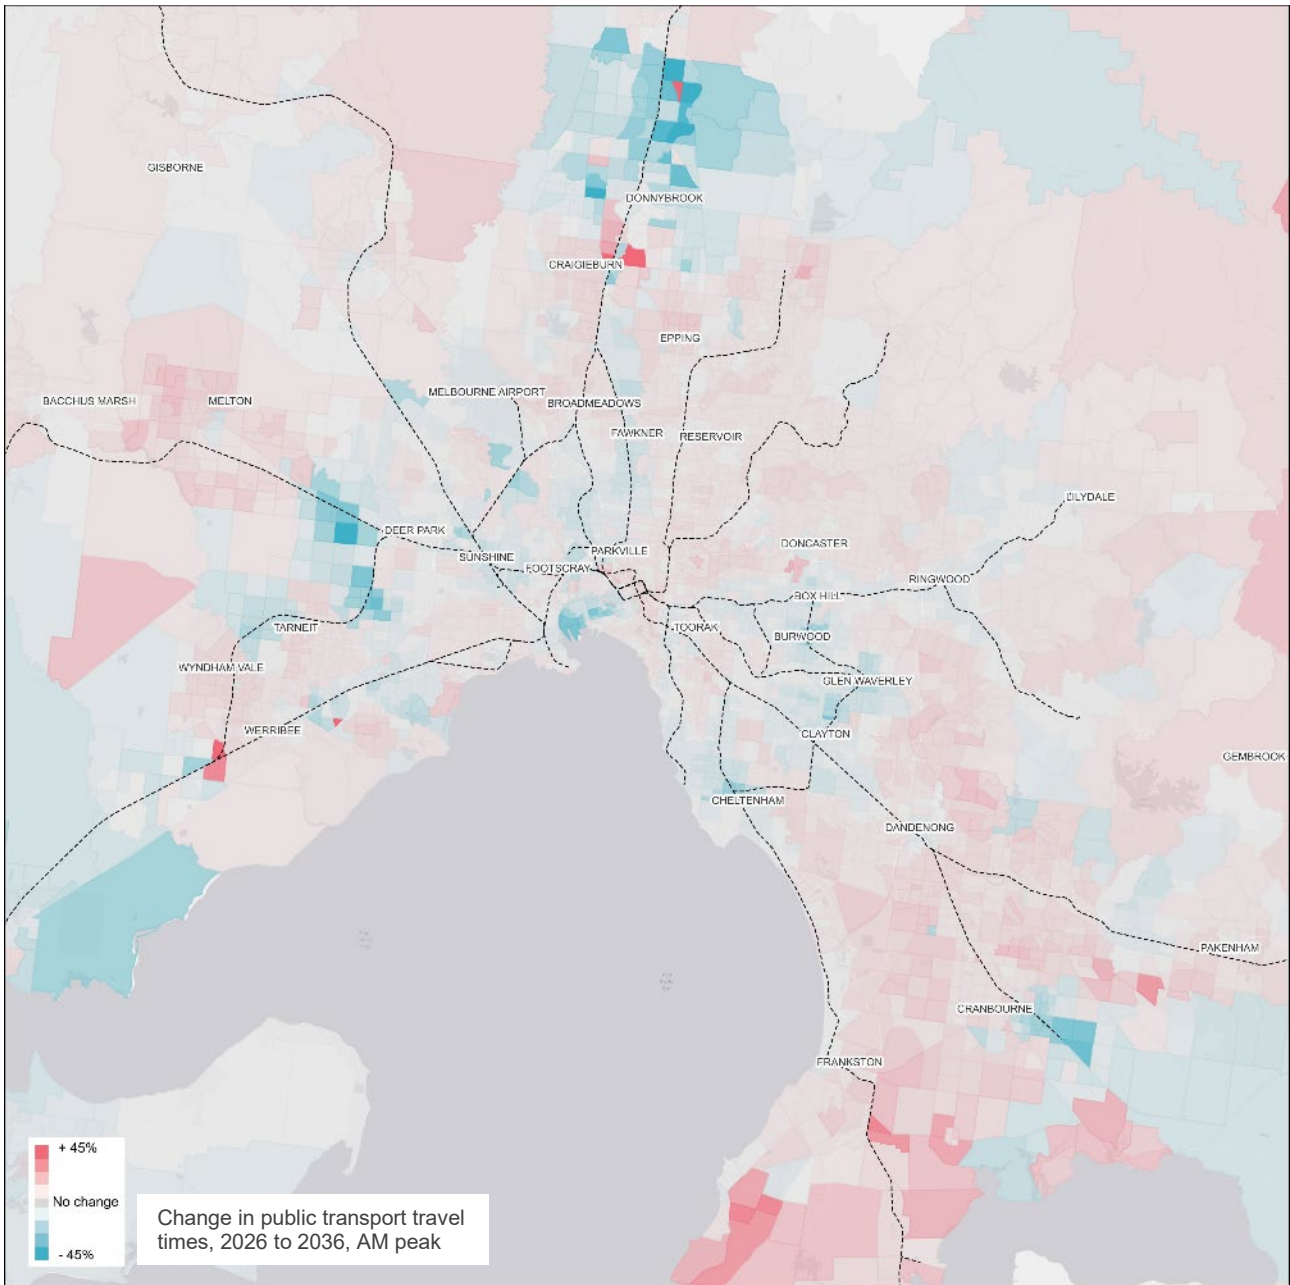 GISBORNE
DONNYBROOK
CRAIGIEBURN
EPPING
MELBOURNE AIRPORT
BACCHUS MARSH
MELTON
BROADMEADOWS
FAWKNER
RESERVOIR
LILYDALE
DEER PARK
DONCASTER
SUNSHINE
PARKVILLE
FOOTSCRAY
RINGWOOD
BOX HILL
TARNEIT
TOORAK
BURWOOD
WYNDHAM VALE
GLEN WAVERLEY
WERRIBEE
CLAYTON
GEMBROOK
CHELTENHAM
DANDENONG
PAKENHAM
CRANBOURNE
FRANKSTON
+ 45%
No change
- 45%
Change in public transport travel
times, 2026 to 2036, AM peak